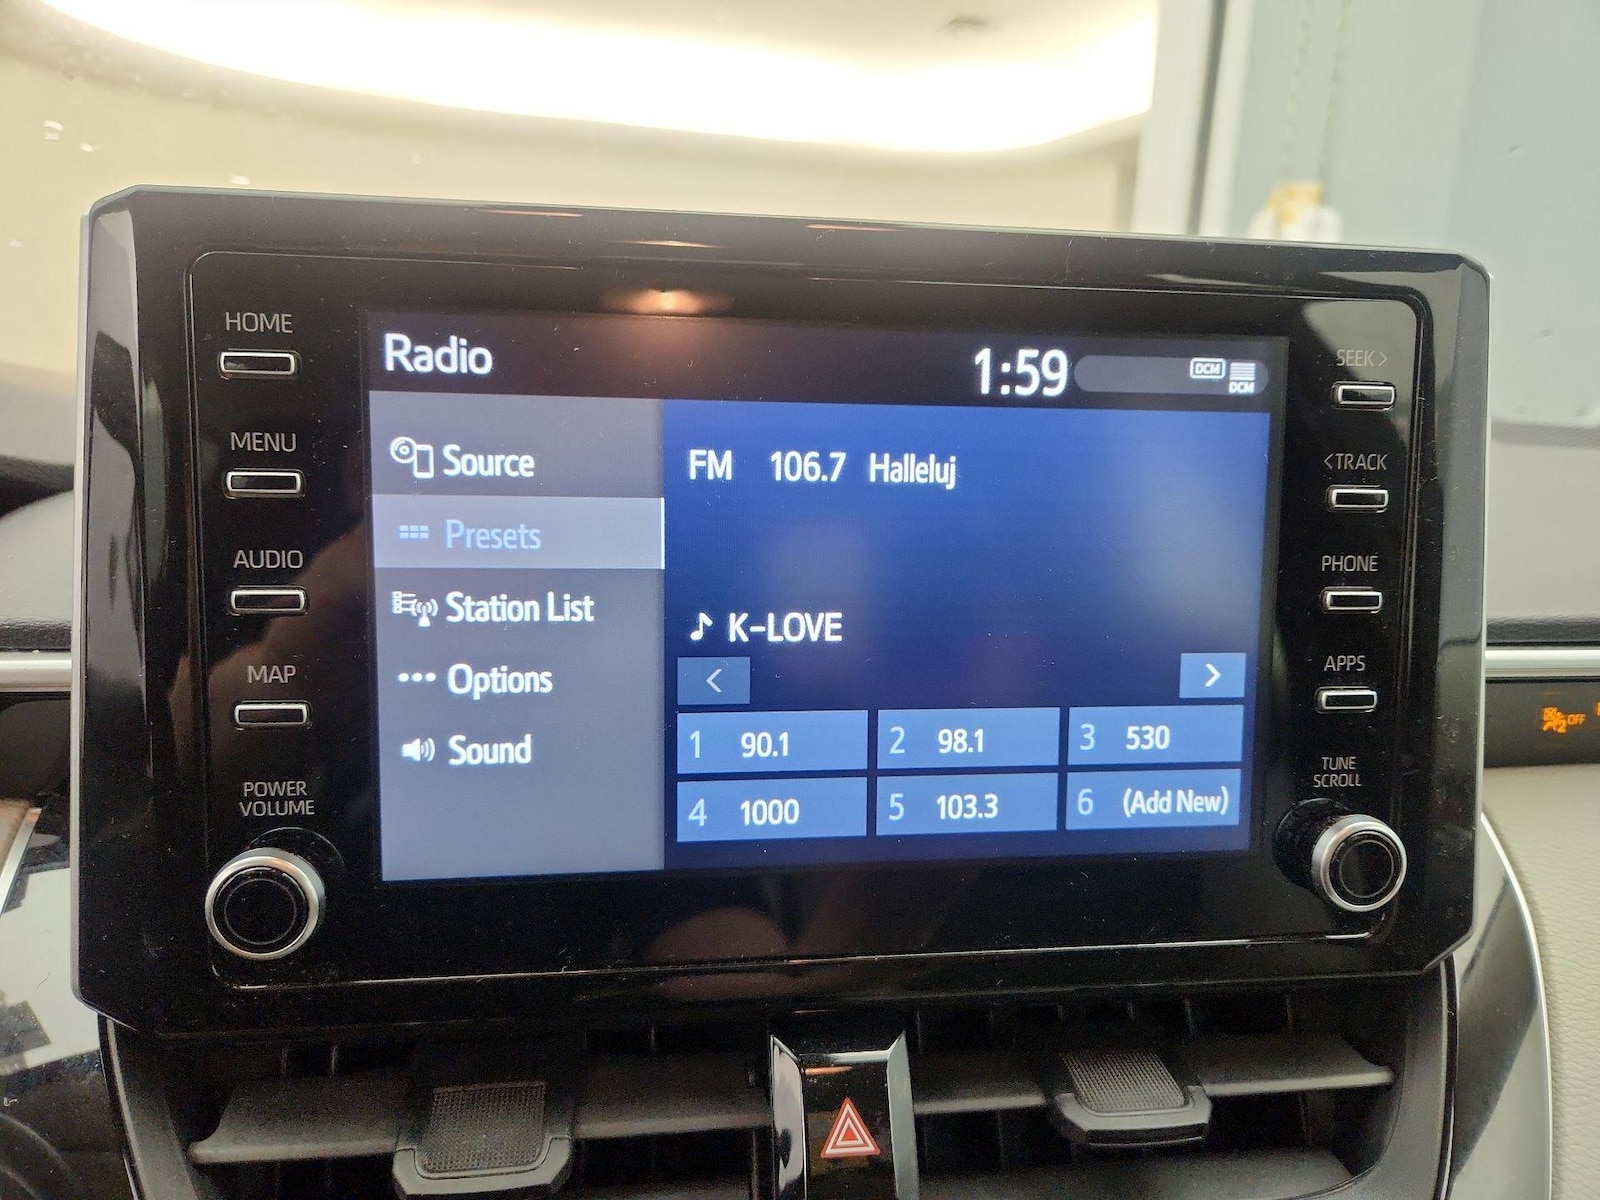 HOME
MENU
AUDIO
MAP
POWER
VOLUME
Radio
1:59
DCM
DCM
Source
Presets
Station List
Options
Sound
FM 106.7 Halleluj
K-LOVE
<
>
1 90.1
2 98.1
3 530
4 1000
5 103.3
6 (Add New)
SEEK>
<TRACK
PHONE
APPS
TUNE
SCROLL
OFF